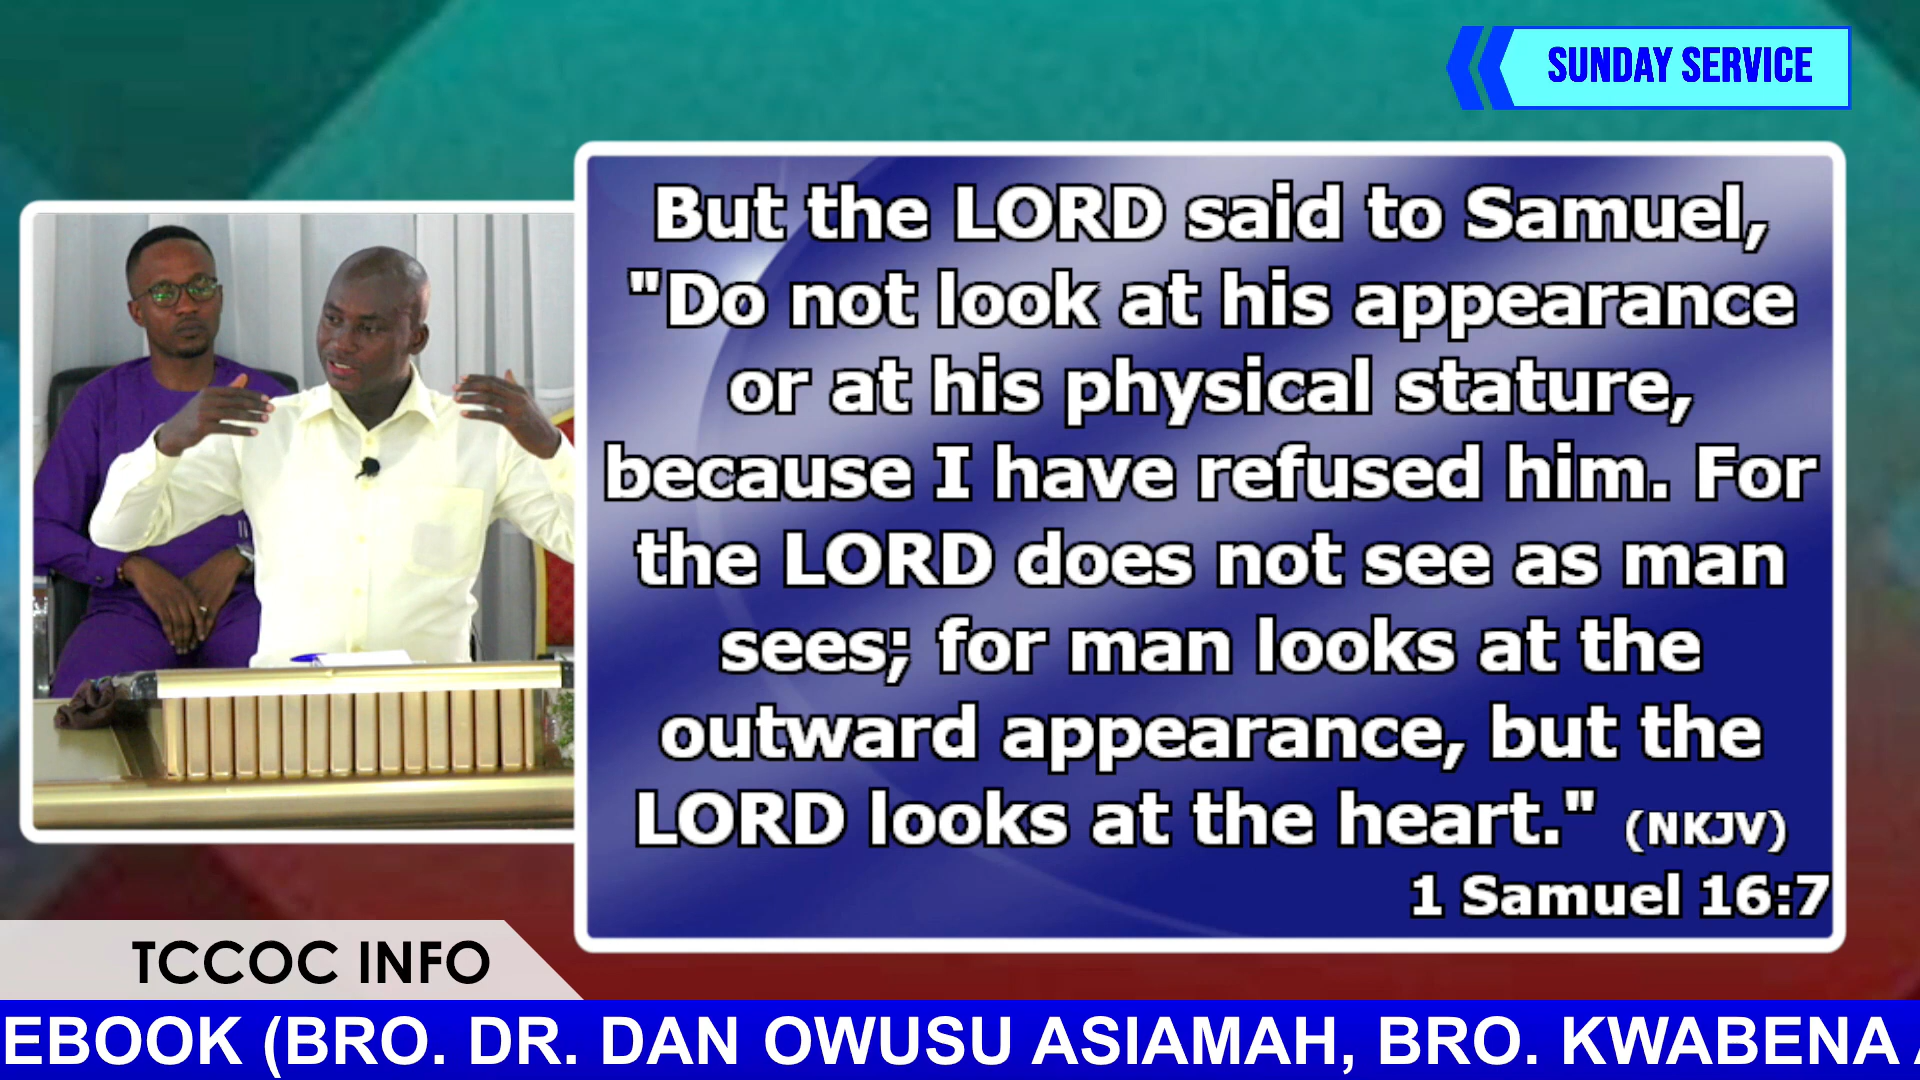 SUNDAY SERVICE
But the LORD said to Samuel,
"Do not look at his appearance
or at his physical stature,
because I have refused him. For
the LORD does not see as man
sees; for man looks at the
outward appearance, but the
LORD looks at the heart." (NKJV)
1 Samuel 16:7
TCCOC INFO
EBOOK (BRO. DR. DAN OWUSU ASIAMAH, BRO. KWABENA A